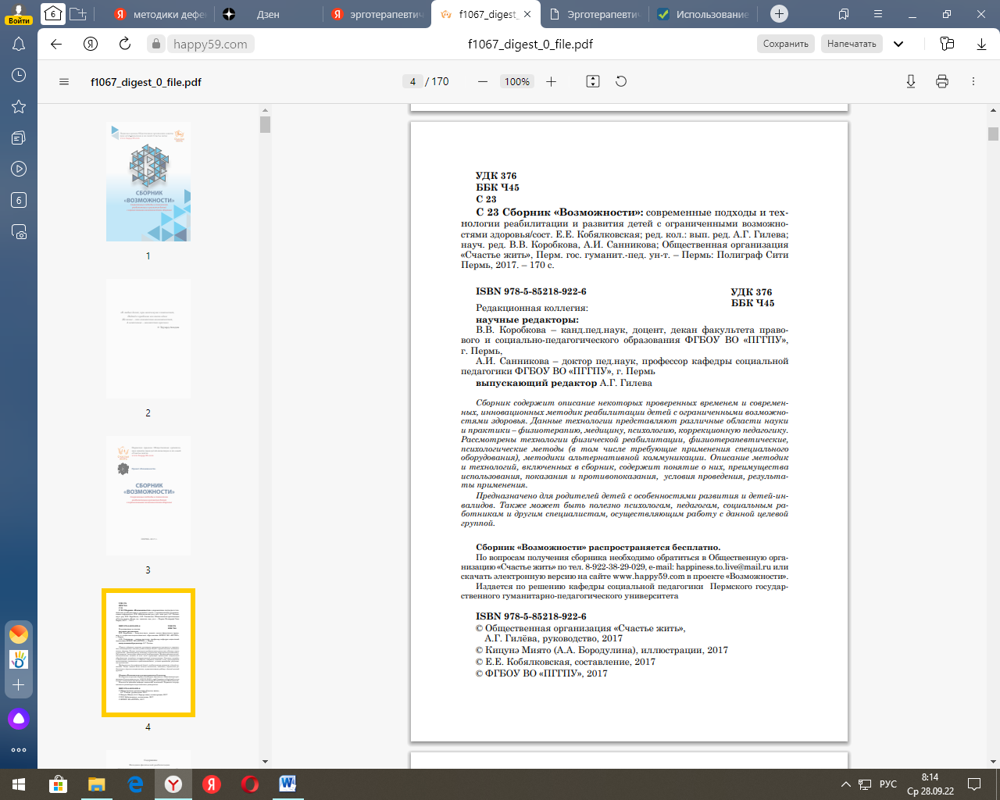 Войти
6
методики дефе
Дзен
эрготерапевтич
f1067_digest_
Эрготерапевтич
Использование
happy59.com
f1067_digest_0_file.pdf
Сохранить
Напечатать
f1067_digest_0_file.pdf
4 / 170
100%
6
СБОРНИК
«ВОЗМОЖНОСТИ»
1
2
СБОРНИК
«ВОЗМОЖНОСТИ»
3
4
УДК 376
ББК Ч45
С 23
С 23 Сборник «Возможности»: современные подходы и тех-
нологии реабилитации и развития детей с ограниченными возможно-
стями здоровья/сост. Е.Е. Кобялковская; ред. кол.: вып. ред. А.Г. Гилева;
науч. ред. В.В. Коробкова, А.И. Санникова; Общественная организация
«Счастье жить», Перм. гос. гуманит.-пед. ун-т. – Пермь: Полиграф Сити
Пермь, 2017. – 170 с.
ISBN 978-5-85218-922-6
УДК 376
ББК Ч45
Редакционная коллегия:
научные редакторы:
В.В. Коробкова – канд.пед.наук, доцент, декан факультета право-
вого и социально-педагогического образования ФГБОУ ВО «ПГГПУ»,
г. Пермь,
А.И. Санникова – доктор пед.наук, профессор кафедры социальной
педагогики ФГБОУ ВО «ПГГПУ», г. Пермь
выпускающий редактор А.Г. Гилева
Сборник содержит описание некоторых проверенных временем и современ-
ных, инновационных методик реабилитации детей с ограниченными возможно-
стями здоровья. Данные технологии представляют различные области науки
и практики – физиотерапию, медицину, психологию, коррекционную педагогику.
Рассмотрены технологии физической реабилитации, физиотерапевтические,
психологические методы (в том числе требующие применения специального
оборудования), методики альтернативной коммуникации. Описание методик
и технологий, включенных в сборник, содержит понятие о них, преимущества
использования, показания и противопоказания, условия проведения, результа-
ты применения.
Предназначено для родителей детей с особенностями развития и детей-ин-
валидов. Также может быть полезно психологам, педагогам, социальным ра-
ботникам и другим специалистам, осуществляющим работу с данной целевой
группой.
Сборник «Возможности» распространяется бесплатно.
По вопросам получения сборника необходимо обратиться в Общественную орга-
низацию «Счастье жить» по тел. 8-922-38-29-029, e-mail: happiness.to.live@mail.ru или
скачать электронную версию на сайте www.happy59.com в проекте «Возможности».
Издается по решению кафедры социальной педагогики Пермского государ-
ственного гуманитарно-педагогического университета
ISBN 978-5-85218-922-6
© Общественная организация «Счастье жить»,
А.Г. Гилёва, руководство, 2017
© Кицунэ Миято (А.А. Бородулина), иллюстрации, 2017
© Е.Е. Кобялковская, составление, 2017
© ФГБОУ ВО «ПГГПУ», 2017
РУС
8:14
Ср 28.09.22